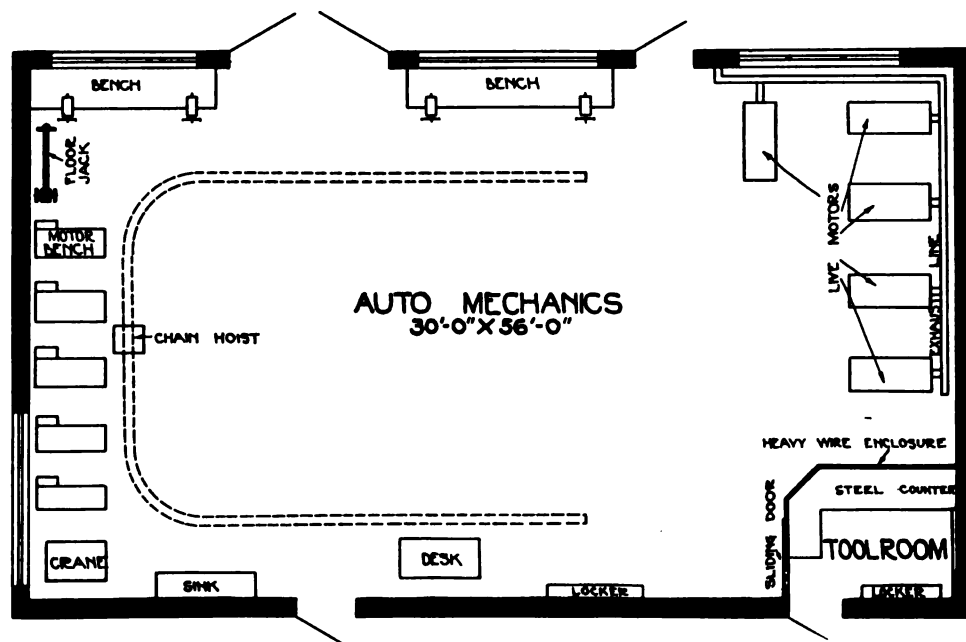 BENCH
BENCH
FLOOR
JACK
MOTOR
BENCH
LIVE MOTORS
EXHAUST LINE
AUTO MECHANICS
30'-0" X 56'-0"
CHAIN HOIST
HEAVY WIRE ENCLOSURE
STEEL COUNTER
SLIDING DOOR
TOOLROOM
CRANE
DESK
SINK
LOCKER
LOCKER